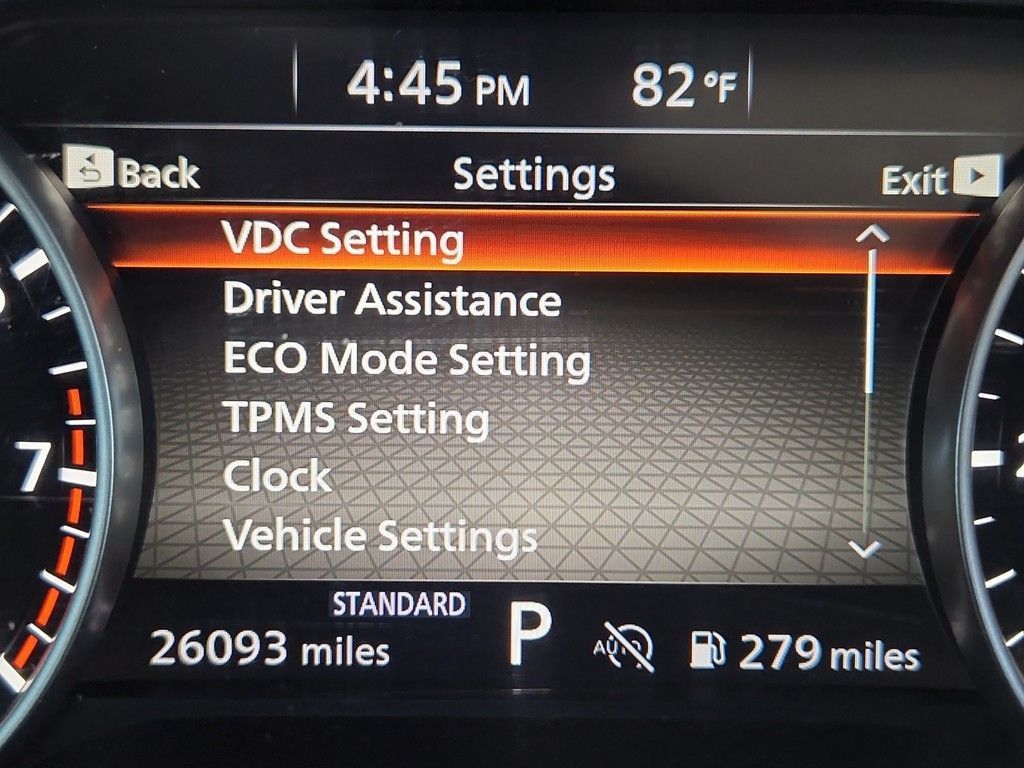 4:45 PM 82 °F
Back Settings Exit
VDC Setting
Driver Assistance
ECO Mode Setting
TPMS Setting
Clock
Vehicle Settings
7
STANDARD
26093 miles P AUTO 279 miles